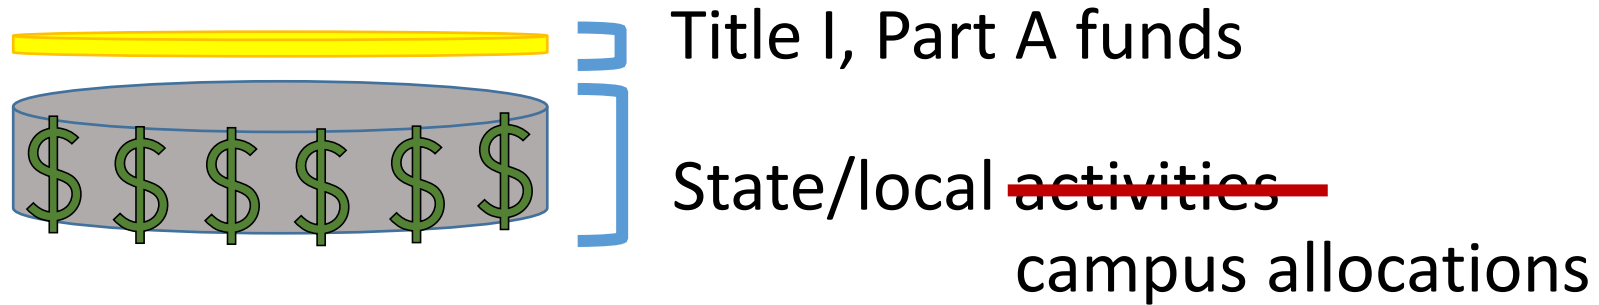 Title I, Part A funds
State/local activities
campus allocations
$ $ $ $ $ $